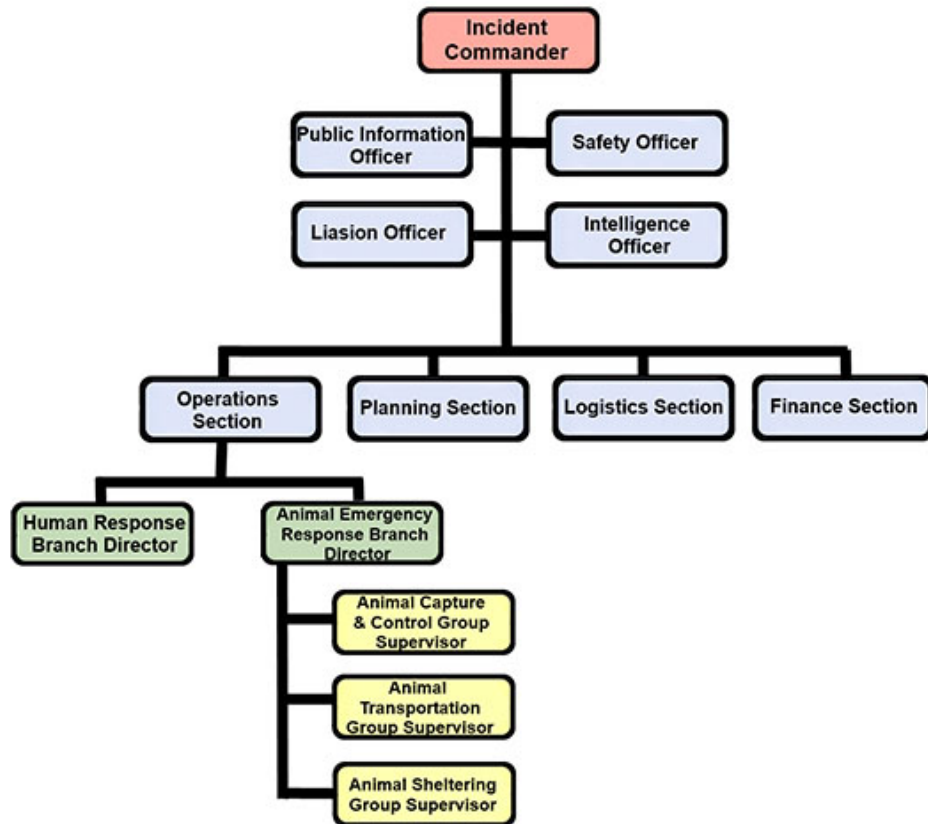 Incident
Commander
Public Information
Officer
Safety Officer
Liasion Officer
Intelligence
Officer
Operations
Section
Planning Section
Logistics Section
Finance Section
Human Response
Branch Director
Animal Emergency
Response Branch
Director
Animal Capture
& Control Group
Supervisor
Animal
Transportation
Group Supervisor
Animal Sheltering
Group Supervisor